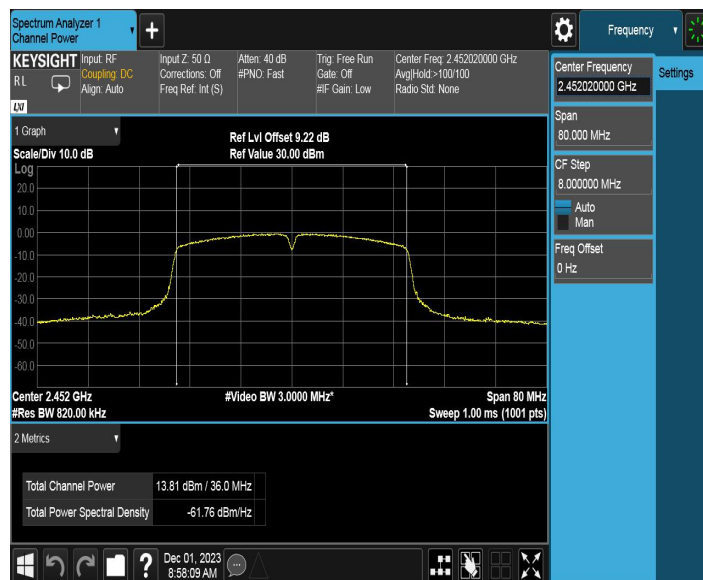 Spectrum Analyzer 1
Channel Power
+
Frequency
KEYSIGHT
RL
LXI
Input: RF
Coupling: DC
Align: Auto
Input Z: 50 Ω
Corrections: Off
Freq Ref: Int (S)
Atten: 40 dB
#PNO: Fast
Trig: Free Run
Gate: Off
#IF Gain: Low
Center Freq: 2.452020000 GHz
Avg|Hold:>100/100
Radio Std: None
Center Frequency
2.452020000 GHz
Settings
Span
80.000 MHz
CF Step
8.000000 MHz
Auto
Man
Freq Offset
0 Hz
1 Graph
Scale/Div 10.0 dB
Ref Lvl Offset 9.22 dB
Ref Value 30.00 dBm
Log
20.0
10.0
0.00
-10.0
-20.0
-30.0
-40.0
-50.0
-60.0
Center 2.452 GHz
#Video BW 3.0000 MHz*
Span 80 MHz
#Res BW 820.00 kHz
Sweep 1.00 ms (1001 pts)
2 Metrics
Total Channel Power 13.81 dBm / 36.0 MHz
Total Power Spectral Density -61.76 dBm/Hz
?
Dec 01, 2023
8:58:09 AM